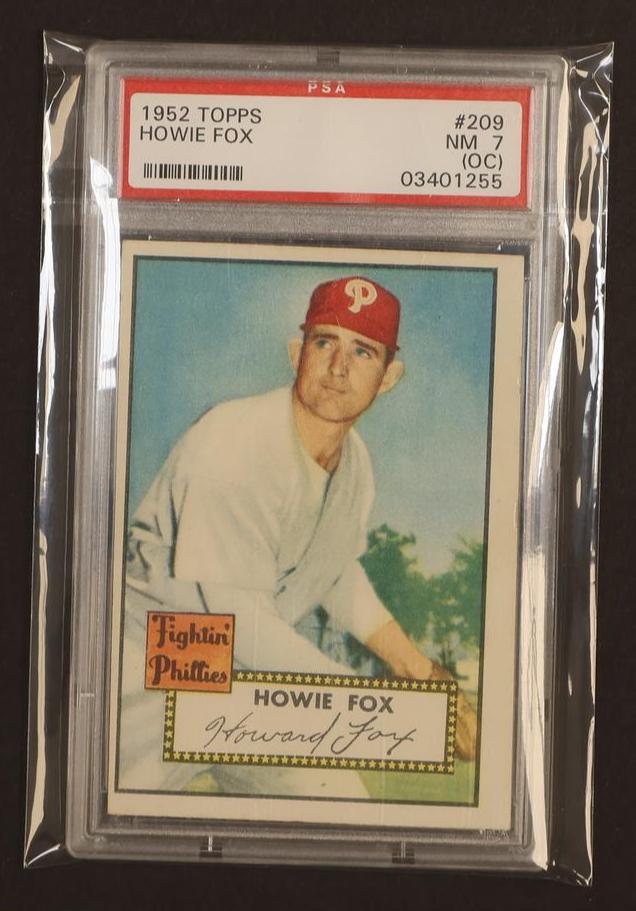 PSA
1952 TOPPS #209
HOWIE FOX NM 7
(OC)
03401255
P
Fightin'
Phillies
HOWIE FOX
Howard Fox